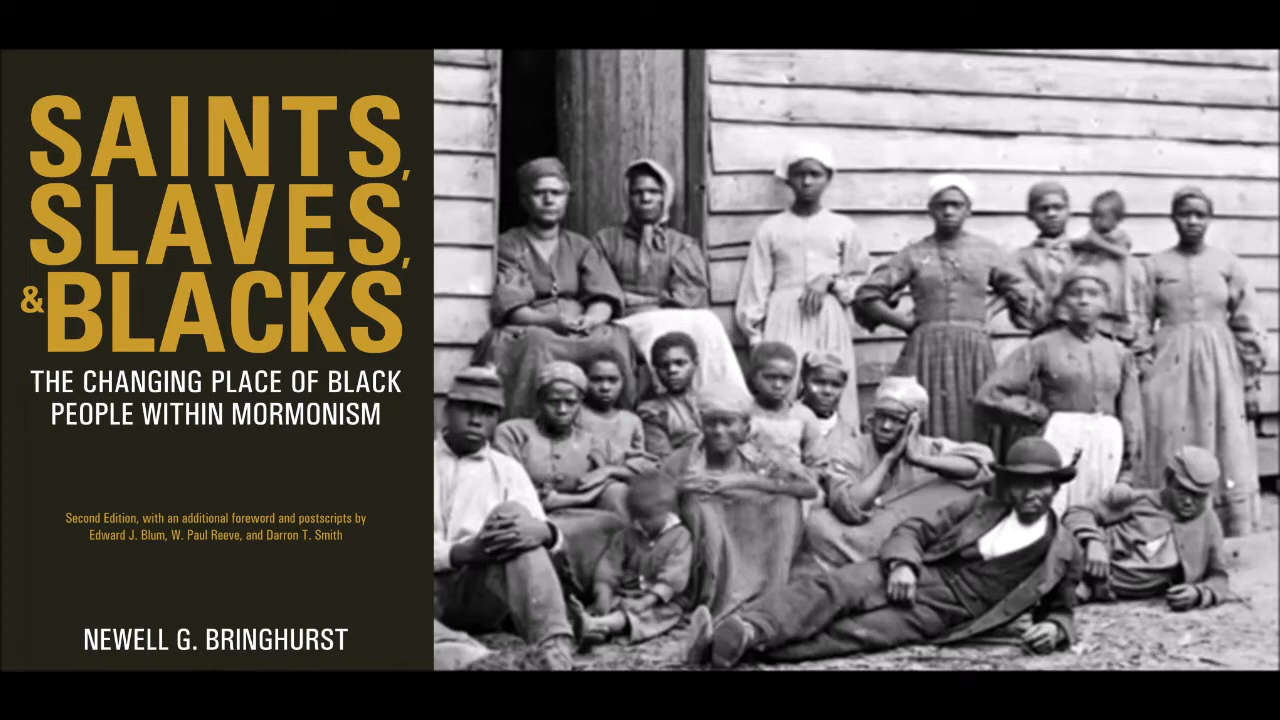 SAINTS,
SLAVES,
&BLACKS
THE CHANGING PLACE OF BLACK
PEOPLE WITHIN MORMONISM
Second Edition, with an additional foreword and postscripts by
Edward J. Blum, W. Paul Reeve, and Darron T. Smith
NEWELL G. BRINGHURST